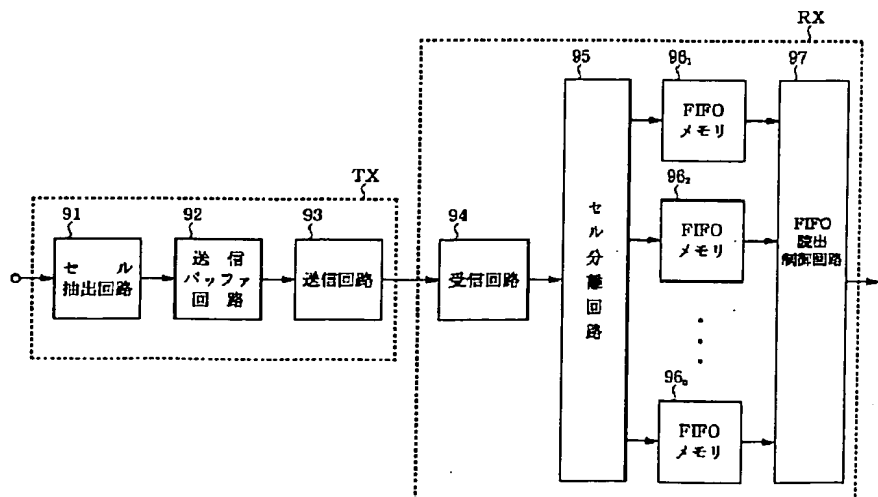 RX
95
96₁
97
FIFO
メモリ
TX
91
92
93
94
96₂
セル
抽出回路
送信
バッファ
回路
送信回路
受信回路
セル分離回路
FIFO
メモリ
FIFO
読出
制御回路
96ₙ
FIFO
メモリ